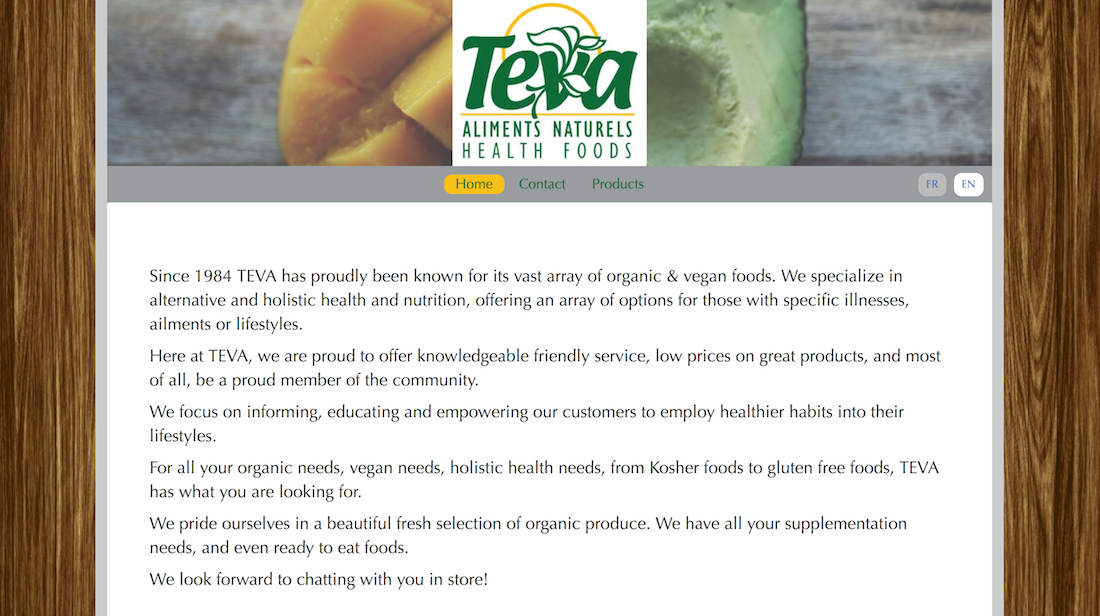 Teva
ALIMENTS NATURELS
HEALTH FOODS
Home Contact Products FR EN
Since 1984 TEVA has proudly been known for its vast array of organic & vegan foods. We specialize in
alternative and holistic health and nutrition, offering an array of options for those with specific illnesses,
ailments or lifestyles.
Here at TEVA, we are proud to offer knowledgeable friendly service, low prices on great products, and most
of all, be a proud member of the community.
We focus on informing, educating and empowering our customers to employ healthier habits into their
lifestyles.
For all your organic needs, vegan needs, holistic health needs, from Kosher foods to gluten free foods, TEVA
has what you are looking for.
We pride ourselves in a beautiful fresh selection of organic produce. We have all your supplementation
needs, and even ready to eat foods.
We look forward to chatting with you in store!